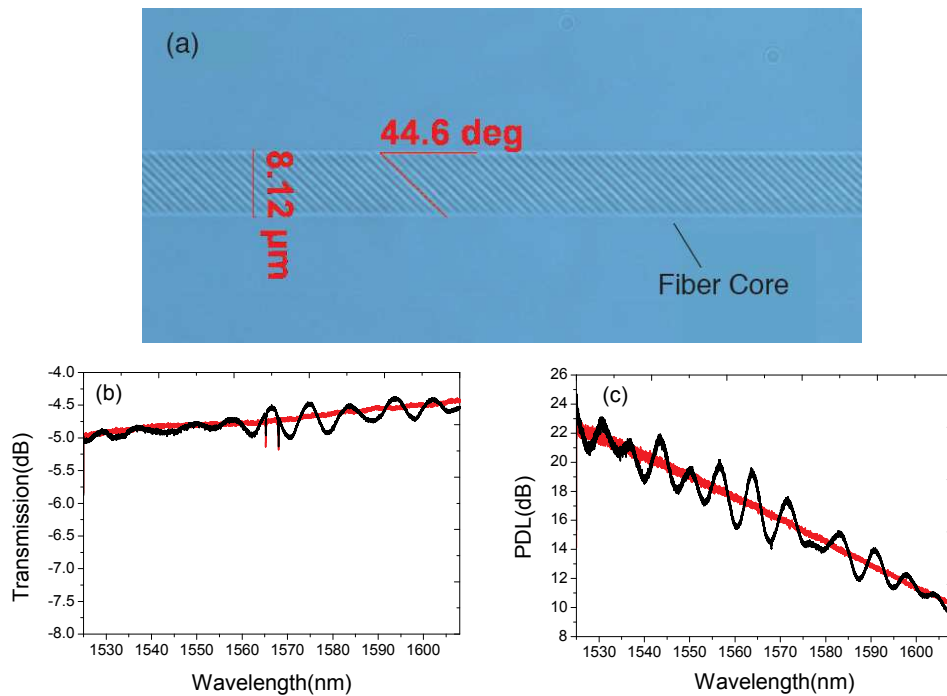 (a)
44.6 deg
8.12 µm
Fiber Core
(b)
-4.0
-4.5
-5.0
-5.5
-6.0
-6.5
-7.0
-7.5
-8.0
Transmission(dB)
1530 1540 1550 1560 1570 1580 1590 1600
Wavelength(nm)
(c)
26
24
22
20
18
16
14
12
10
8
PDL(dB)
1530 1540 1550 1560 1570 1580 1590 1600
Wavelength(nm)